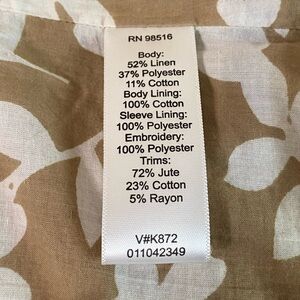 RN 98516
Body:
52% Linen
37% Polyester
11% Cotton
Body Lining:
100% Cotton
Sleeve Lining:
100% Polyester
Embroidery:
100% Polyester
Trims:
72% Jute
23% Cotton
5% Rayon
V#K872
011042349